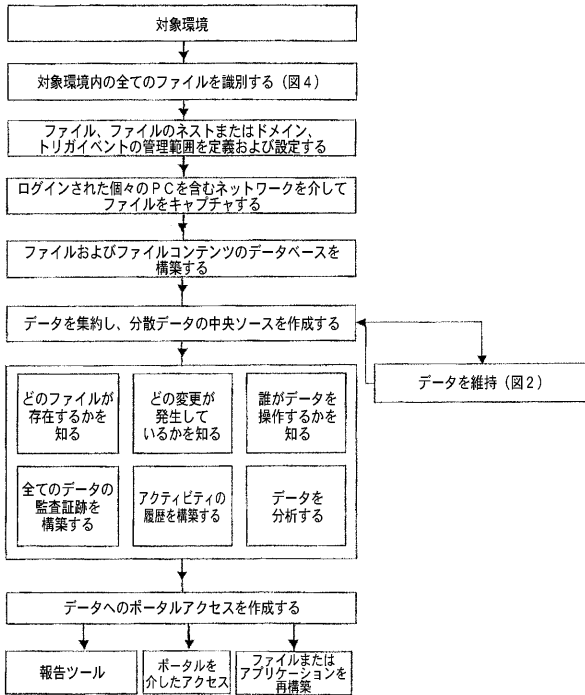 対象環境
対象環境内の全てのファイルを識別する（図４）
ファイル、ファイルのネストまたはドメイン、
トリガイベントの管理範囲を定義および設定する
ログインされた個々のＰＣを含むネットワークを介して
ファイルをキャプチャする
ファイルおよびファイルコンテンツのデータベースを
構築する
データを集約し、分散データの中央ソースを作成する
データを維持（図２）
どのファイルが
存在するかを
知る
どの変更が
発生して
いるかを知る
誰がデータを
操作するかを
知る
全てのデータの
監査証跡を
構築する
アクティビティの
履歴を構築する
データを
分析する
データへのポータルアクセスを作成する
報告ツール
ポータルを
介したアクセス
ファイルまたは
アプリケーションを
再構築